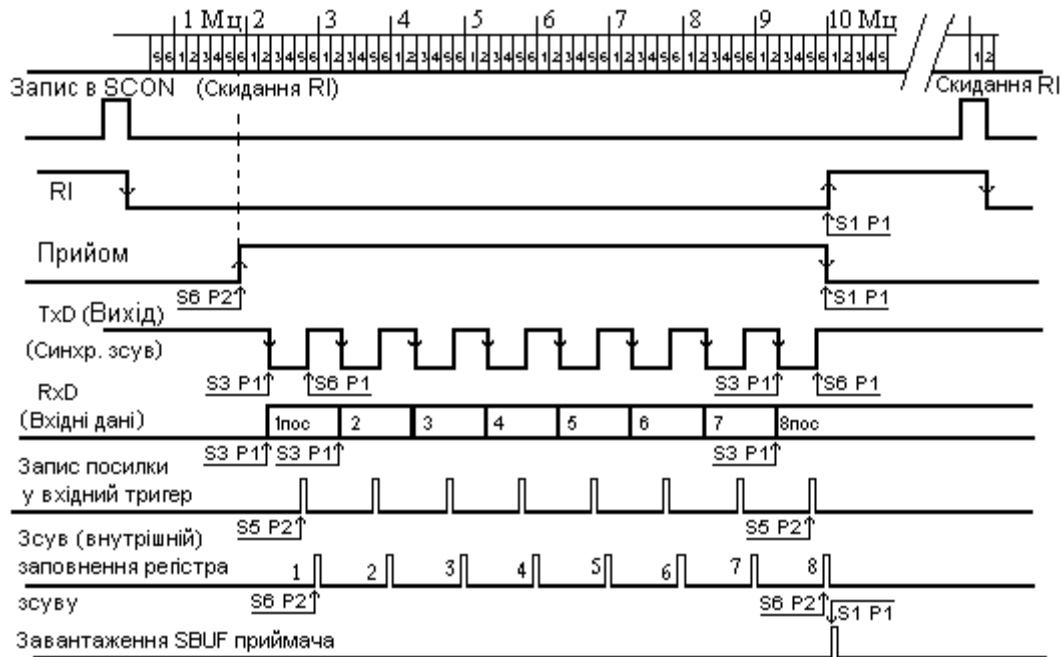 1 Мц 2 3 4 5 6 7 8 9 10 Мц
5 6 1 2 3 4 5 6 1 2 3 4 5 6 1 2 3 4 5 6 1 2 3 4 5 6 1 2 3 4 5 6 1 2 3 4 5 6 1 2 3 4 5 6 1 2 3 4 5 6 1 2 3 4 5 6 1 2 3 4 5 1 2
Запис в SCON (Скидання RI) Скидання RI
RI
S1 P1
Прийом
S6 P2 S1 P1
TxD (Вихід)
(Синхр. зсув)
S3 P1 S6 P1 S3 P1 S6 P1
RxD
(Вхідні дані) 1пос 2 3 4 5 6 7 8пос
S3 P1 S3 P1 S3 P1
Запис посилки
у вхідний тригер
S5 P2 S5 P2
Зсув (внутрішній)
заповнення регістра 1 2 3 4 5 6 7 8
зсуву S6 P2 S6 P2 S1 P1
Завантаження SBUF приймача